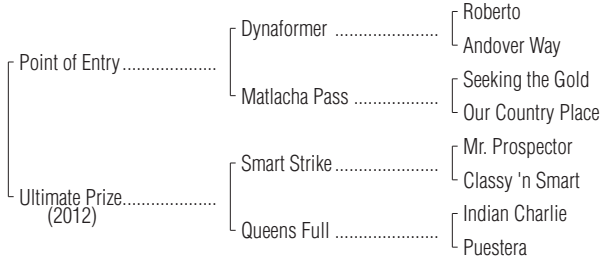 Roberto
Dynaformer ....................
Andover Way
Point of Entry...................
Seeking the Gold
Matlacha Pass ................
Our Country Place
Mr. Prospector
Smart Strike ....................
Classy 'n Smart
Ultimate Prize...................
(2012)
Indian Charlie
Queens Full ....................
Puestera